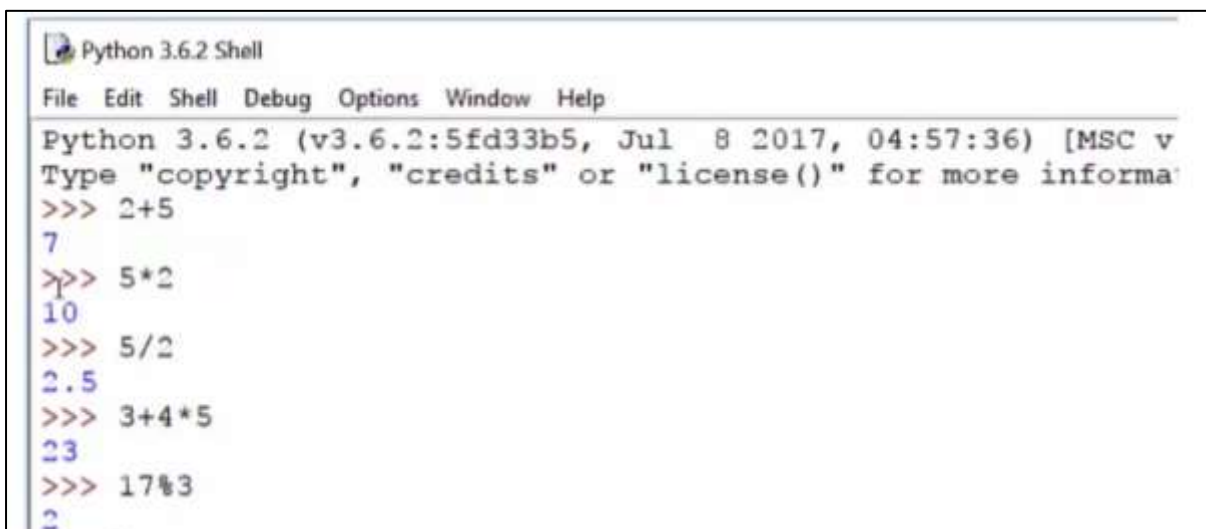 Python 3.6.2 Shell
File Edit Shell Debug Options Window Help
Python 3.6.2 (v3.6.2:5fd33b5, Jul 8 2017, 04:57:36) [MSC v
Type "copyright", "credits" or "license()" for more informa
>>> 2+5
7
>>> 5*2
10
>>> 5/2
2.5
>>> 3+4*5
23
>>> 17%3
2